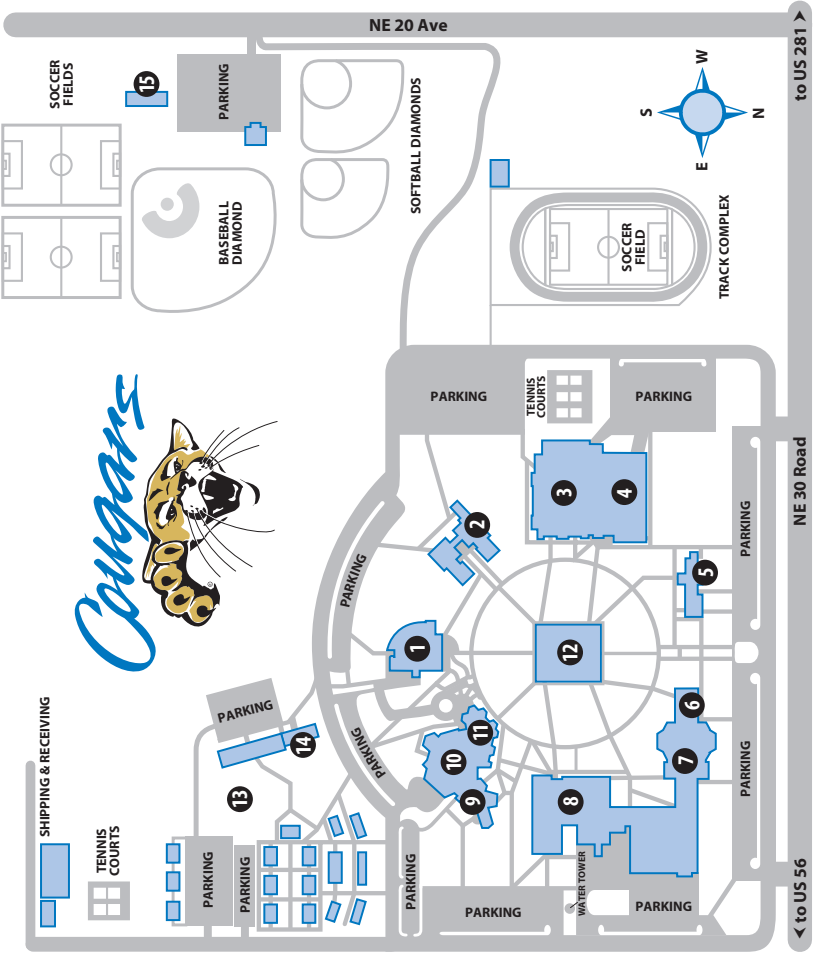 NE 20 Ave
to US 281
SOCCER
FIELDS
15
PARKING
SOFTBALL DIAMONDS
BASEBALL
DIAMOND
W
S
N
E
SOCCER
FIELD
TRACK COMPLEX
Cougars
CCCC
®
PARKING
TENNIS
COURTS
PARKING
NE 30 Road
3
4
2
PARKING
PARKING
5
1
12
PARKING
14
PARKING
6
11
10
7
PARKING
9
8
13
SHIPPING & RECEIVING
TENNIS
COURTS
PARKING
PARKING
PARKING
PARKING
WATER TOWER
PARKING
to US 56